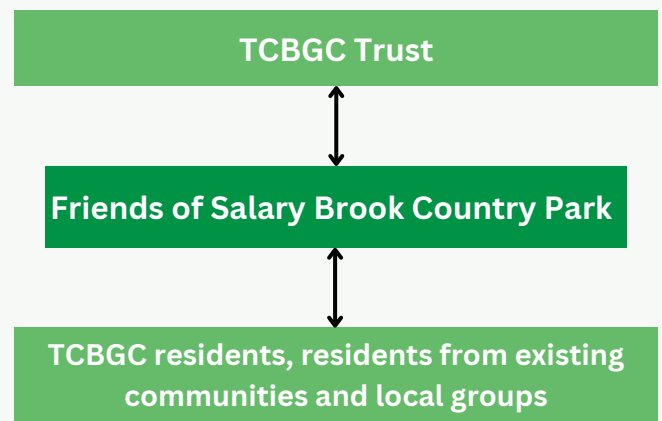 TCBGC Trust
Friends of Salary Brook Country Park
TCBGC residents, residents from existing
communities and local groups